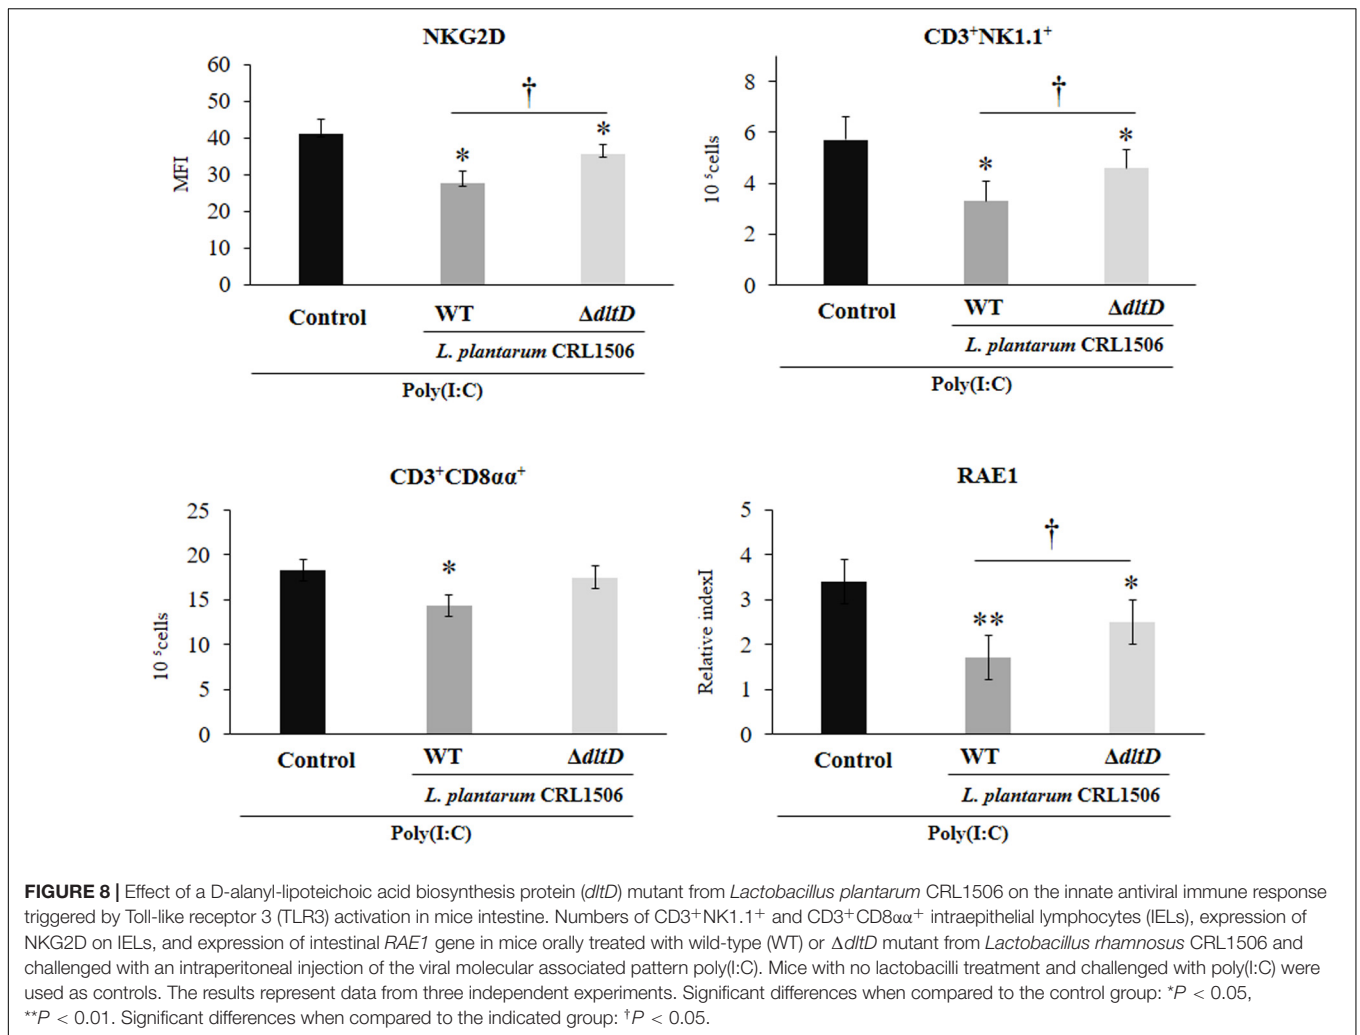 NKG2D
60
50
40
30
20
10
0
MFI
†
*
*
Control
WT
ΔdltD
L. plantarum CRL1506
Poly(I:C)
CD3⁺NK1.1⁺
8
6
4
2
0
10 ⁵cells
†
*
*
Control
WT
ΔdltD
L. plantarum CRL1506
Poly(I:C)
CD3⁺CD8αα⁺
25
20
15
10
5
0
10 ⁵cells
*
Control
WT
ΔdltD
L. plantarum CRL1506
Poly(I:C)
RAE1
5
4
3
2
1
0
Relative indexI
†
**
*
Control
WT
ΔdltD
L. plantarum CRL1506
Poly(I:C)
FIGURE 8 | Effect of a D-alanyl-lipoteichoic acid biosynthesis protein (dltD) mutant from Lactobacillus plantarum CRL1506 on the innate antiviral immune response
triggered by Toll-like receptor 3 (TLR3) activation in mice intestine. Numbers of CD3+NK1.1⁺ and CD3⁺CD8αα⁺ intraepithelial lymphocytes (IELs), expression of
NKG2D on IELs, and expression of intestinal RAE1 gene in mice orally treated with wild-type (WT) or ΔdltD mutant from Lactobacillus rhamnosus CRL1506 and
challenged with an intraperitoneal injection of the viral molecular associated pattern poly(I:C). Mice with no lactobacilli treatment and challenged with poly(I:C) were
used as controls. The results represent data from three independent experiments. Significant differences when compared to the control group: *P < 0.05,
**P < 0.01. Significant differences when compared to the indicated group: †P < 0.05.